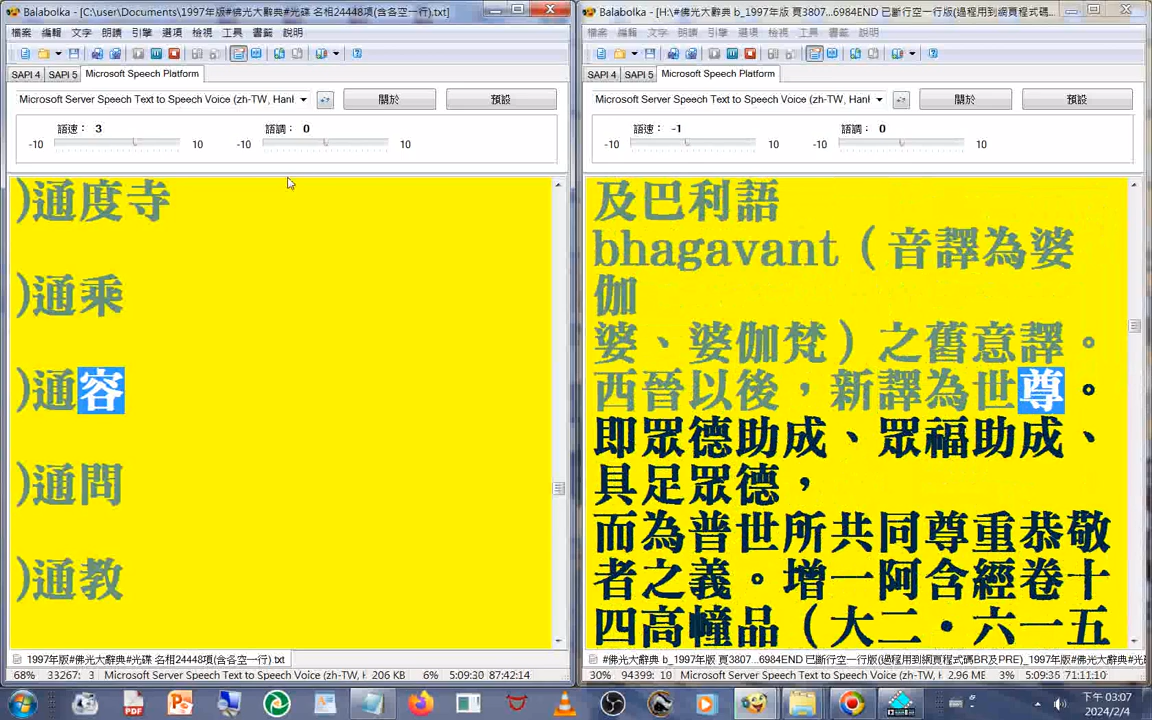 Balabolka - [C:\user\Documents\1997年版#佛光大辭典#光碟 名相24448項(含各空一行).txt]
檔案 編輯 文字 朗讀 引擎 選項 檢視 工具 書籤 說明
SAPI 4 SAPI 5 Microsoft Speech Platform
Microsoft Server Speech Text to Speech Voice (zh-TW, Hanl
關於
預設
語速： 3
語調： 0
-10 10 -10 10
)通度寺
)通乘
)通容
)通問
)通教
1997年版#佛光大辭典#光碟 名相24448項(含各空一行).txt
68% 33267: 3 Microsoft Server Speech Text to Speech Voice (zh-TW, H 206 KB 6% 5:09:30 87:42:14
Balabolka - [H:\#佛光大辭典 b_1997年版 頁3807...6984END 已斷行空一行版(過程用到網頁程式碼
檔案 編輯 文字 朗讀 引擎 選項 檢視 工具 書籤 說明
SAPI 4 SAPI 5 Microsoft Speech Platform
Microsoft Server Speech Text to Speech Voice (zh-TW, Hanl
關於
預設
語速： -1
語調： 0
-10 10 -10 10
及巴利語
bhagavant（音譯為婆
伽
婆、婆伽梵）之舊意譯。
西晉以後，新譯為世尊。
即眾德助成、眾福助成、
具足眾德，
而為普世所共同尊重恭敬
者之義。增一阿含經卷十
四高幢品（大二・六一五
#佛光大辭典 b_1997年版 頁3807...6984END 已斷行空一行版(過程用到網頁程式碼BR及PRE)_1997年版#佛光
30% 94399: 10 Microsoft Server Speech Text to Speech Voice (zh-TW, H 2.96 ME 3% 5:09:35 71:11:10
下午 03:07
2024/2/4